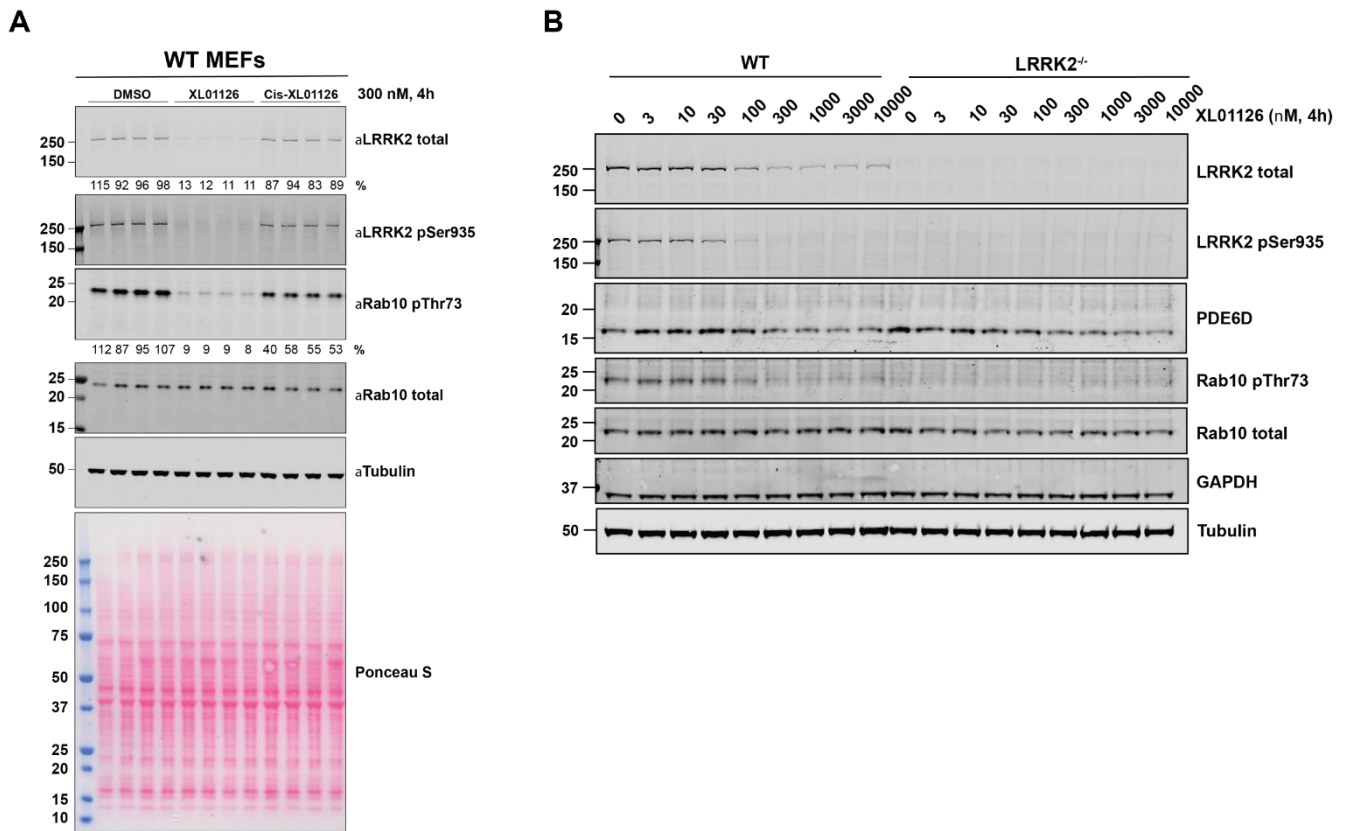 A
WT MEFs
DMSO XL01126 Cis-XL01126 300 nM, 4h
250
150
aLRRK2 total
115 92 96 98 13 12 11 11 87 94 83 89 %
250
150
aLRRK2 pSer935
25
20
aRab10 pThr73
112 87 95 107 9 9 9 8 40 58 55 53 %
25
20
15
aRab10 total
50
aTubulin
250
150
100
75
50
37
25
20
15
10
Ponceau S
B
WT LRRK2-/-
0 3 10 30 100 300 1000 3000 10000 0 3 10 30 100 300 1000 3000 10000 XL01126 (nM, 4h)
250
150
LRRK2 total
250
150
LRRK2 pSer935
20
15
PDE6D
25
20
Rab10 pThr73
25
20
Rab10 total
37
GAPDH
50
Tubulin